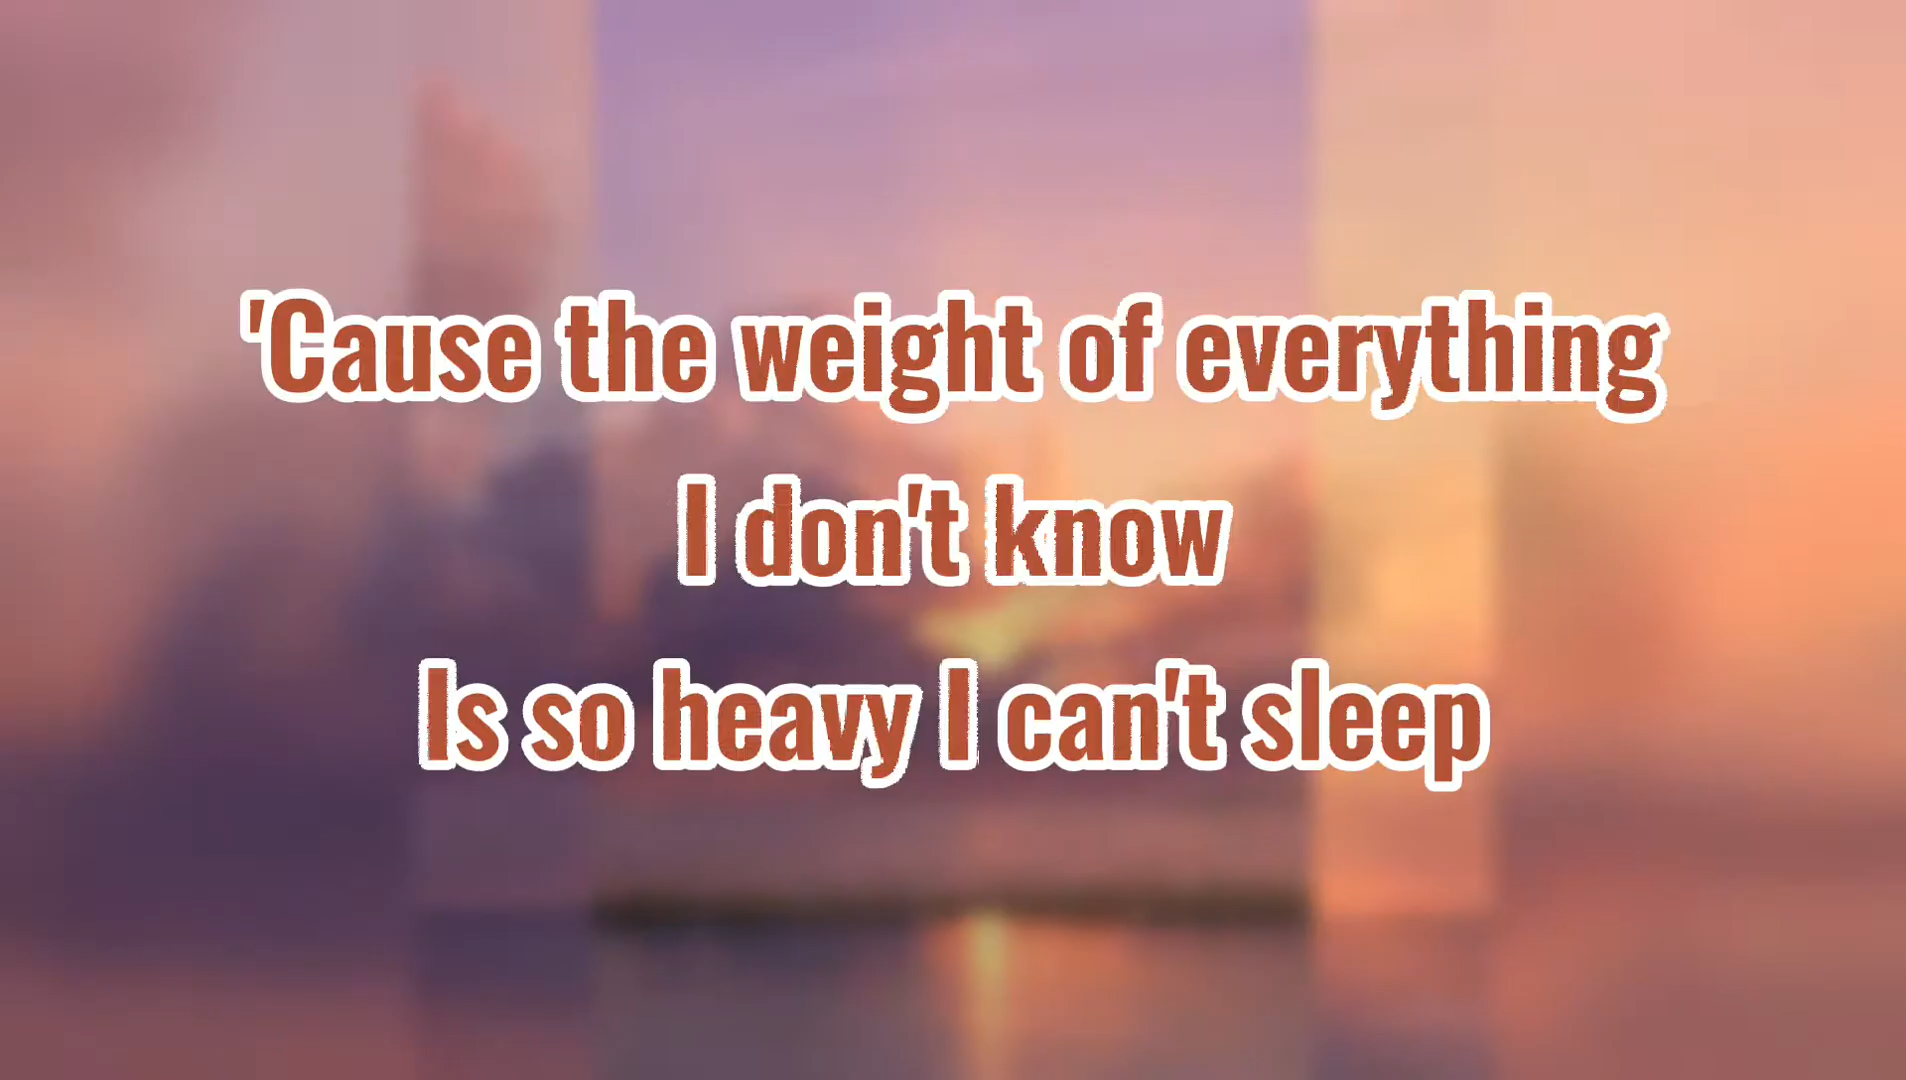 'Cause the weight of everything
I don't know
Is so heavy I can't sleep